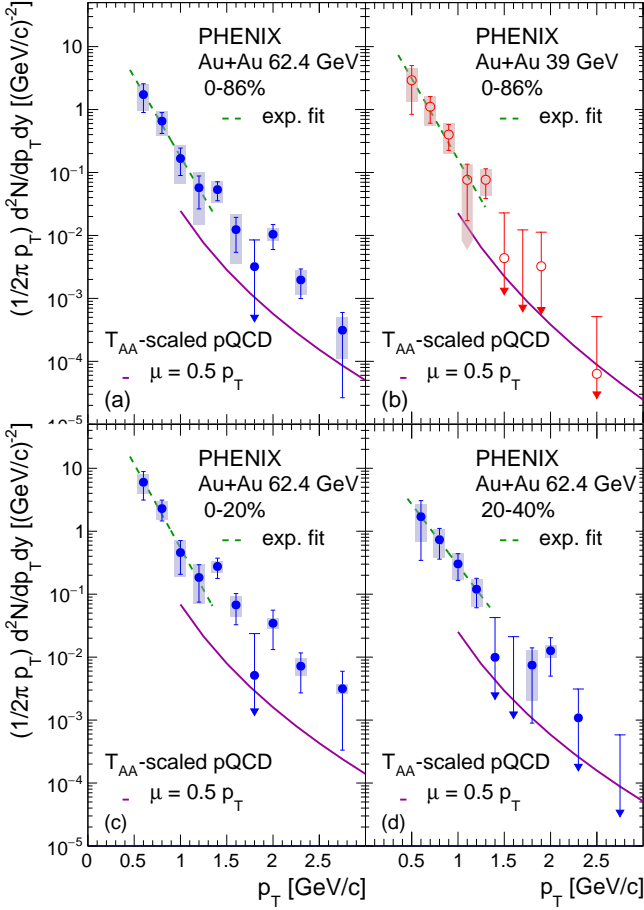 (1/2π p_T) d²N/dp_Tdy [(GeV/c)⁻²]
10
1
10⁻¹
10⁻²
10⁻³
10⁻⁴
10⁻⁵
PHENIX
Au+Au 62.4 GeV
0-86%
exp. fit
T_AA-scaled pQCD
μ = 0.5 p_T
(a)
PHENIX
Au+Au 39 GeV
0-86%
exp. fit
T_AA-scaled pQCD
μ = 0.5 p_T
(b)
(1/2π p_T) d²N/dp_Tdy [(GeV/c)⁻²]
10
1
10⁻¹
10⁻²
10⁻³
10⁻⁴
10⁻⁵
PHENIX
Au+Au 62.4 GeV
0-20%
exp. fit
T_AA-scaled pQCD
μ = 0.5 p_T
(c)
0 0.5 1 1.5 2 2.5
p_T [GeV/c]
PHENIX
Au+Au 62.4 GeV
20-40%
exp. fit
T_AA-scaled pQCD
μ = 0.5 p_T
(d)
0.5 1 1.5 2 2.5
p_T [GeV/c]